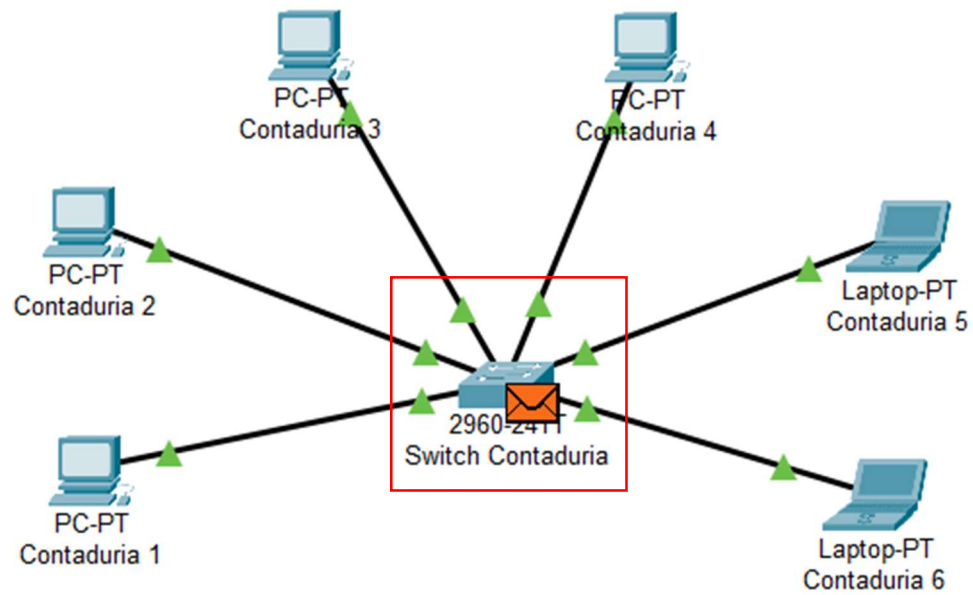 PC-PT
Contaduria 3
PC-PT
Contaduria 4
PC-PT
Contaduria 2
Laptop-PT
Contaduria 5
2960-24TT
Switch Contaduria
PC-PT
Contaduria 1
Laptop-PT
Contaduria 6